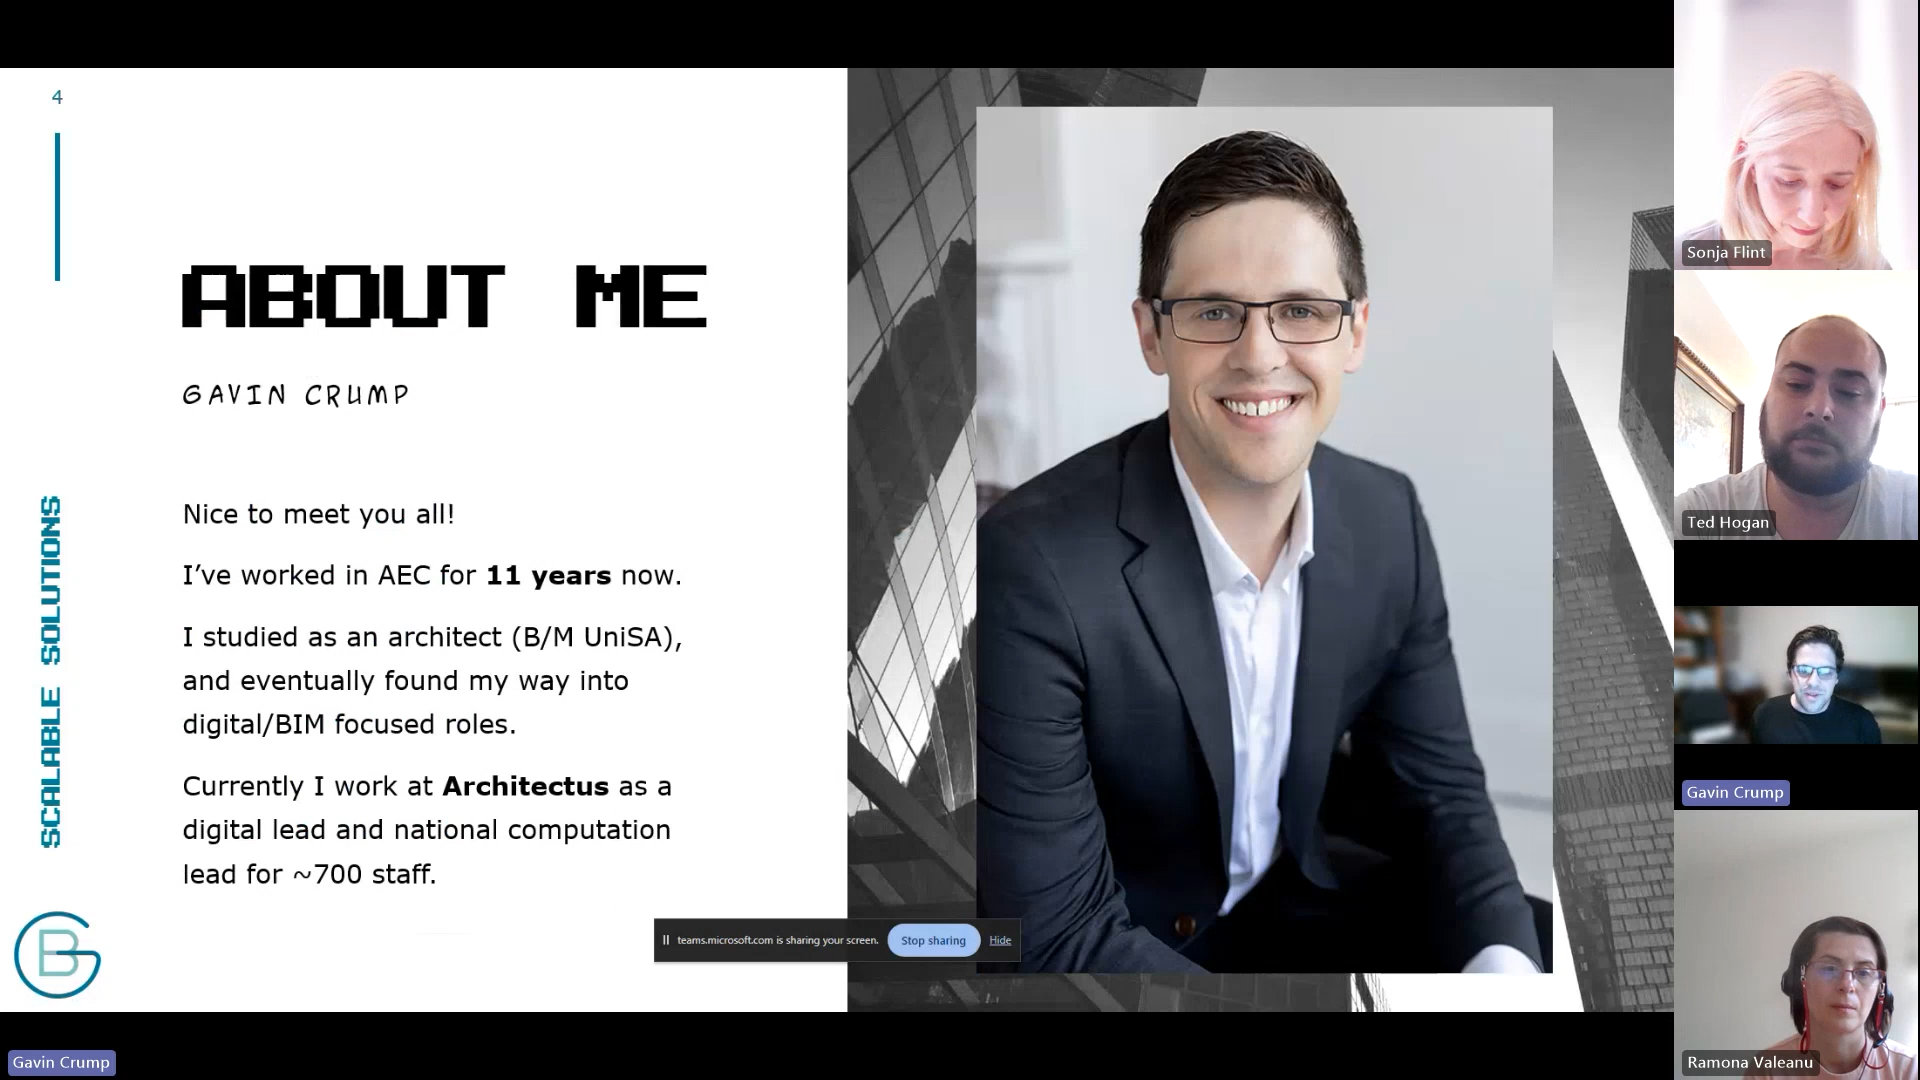 4
ABOUT ME
GAVIN CRUMP
Nice to meet you all!
I’ve worked in AEC for 11 years now.
I studied as an architect (B/M UniSA),
and eventually found my way into
digital/BIM focused roles.
Currently I work at Architectus as a
digital lead and national computation
lead for ~700 staff.
SCALABLE SOLUTIONS
BG
teams.microsoft.com is sharing your screen.
Stop sharing
Hide
Gavin Crump
Sonja Flint
Ted Hogan
Gavin Crump
Ramona Valeanu